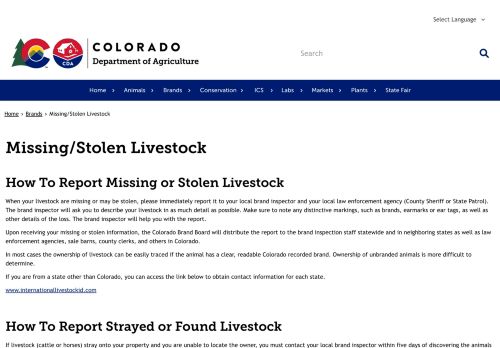 Select Language
CO
CDA
COLORADO
Department of Agriculture
Search
Home > Animals > Brands > Conservation > ICS > Labs > Markets > Plants > State Fair
Home › Brands › Missing/Stolen Livestock
Missing/Stolen Livestock
How To Report Missing or Stolen Livestock
When your livestock are missing or may be stolen, please immediately report it to your local brand inspector and your local law enforcement agency (County Sheriff or State Patrol).
The brand inspector will ask you to describe your livestock in as much detail as possible. Make sure to note any distinctive markings, such as brands, earmarks or ear tags, as well as
other details of the loss. The brand inspector will help you with the report.
Upon receiving your missing or stolen information, the Colorado Brand Board will distribute the report to the brand inspection staff statewide and in neighboring states as well as law
enforcement agencies, sale barns, county clerks, and others in Colorado.
In most cases the ownership of livestock can be easily traced if the animal has a clear, readable Colorado recorded brand. Ownership of unbranded animals is more difficult to
determine.
If you are from a state other than Colorado, you can access the link below to obtain contact information for each state.
www.internationallivestockid.com
How To Report Strayed or Found Livestock
If livestock (cattle or horses) stray onto your property and you are unable to locate the owner, you must contact your local brand inspector within five days of discovering the animals